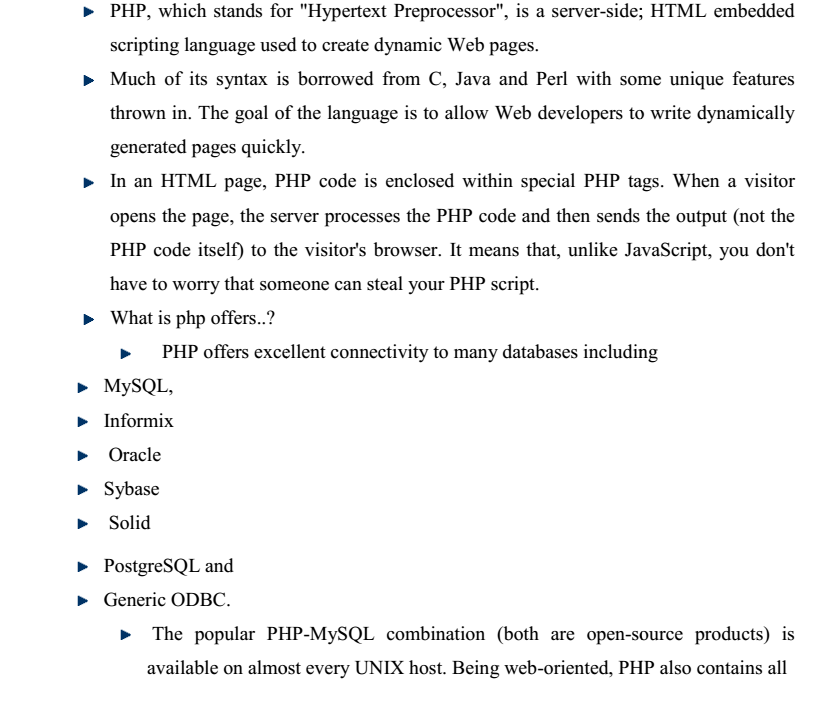 ► PHP, which stands for "Hypertext Preprocessor", is a server-side; HTML embedded
scripting language used to create dynamic Web pages.
► Much of its syntax is borrowed from C, Java and Perl with some unique features
thrown in. The goal of the language is to allow Web developers to write dynamically
generated pages quickly.
► In an HTML page, PHP code is enclosed within special PHP tags. When a visitor
opens the page, the server processes the PHP code and then sends the output (not the
PHP code itself) to the visitor's browser. It means that, unlike JavaScript, you don't
have to worry that someone can steal your PHP script.
► What is php offers..?
► PHP offers excellent connectivity to many databases including
► MySQL,
► Informix
► Oracle
► Sybase
► Solid
► PostgreSQL and
► Generic ODBC.
► The popular PHP-MySQL combination (both are open-source products) is
available on almost every UNIX host. Being web-oriented, PHP also contains all